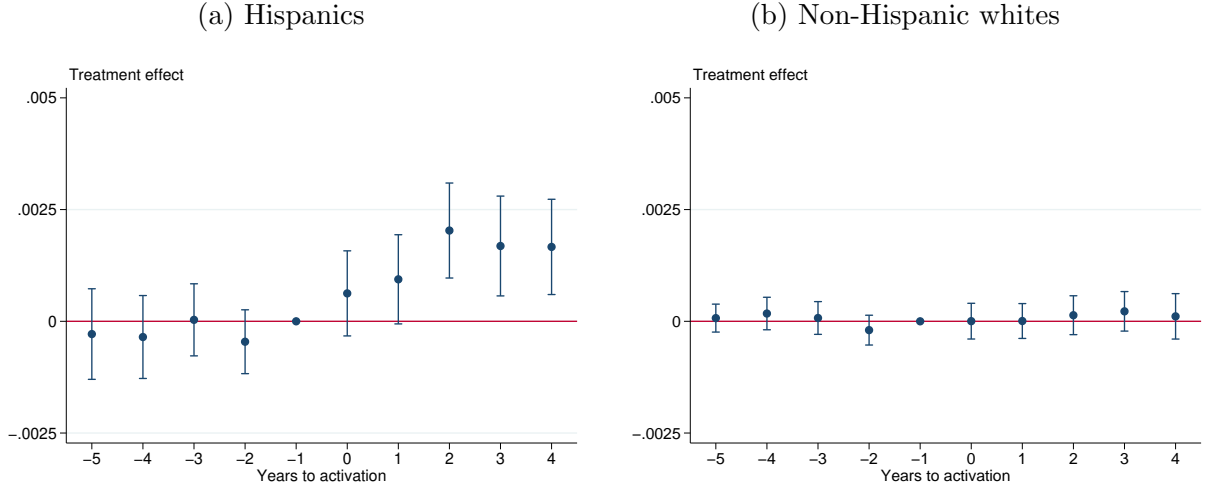 (a) Hispanics
Treatment effect
.005
.0025
0
−.0025
−5 −4 −3 −2 −1 0 1 2 3 4
Years to activation
(b) Non-Hispanic whites
Treatment effect
.005
.0025
0
−.0025
−5 −4 −3 −2 −1 0 1 2 3 4
Years to activation